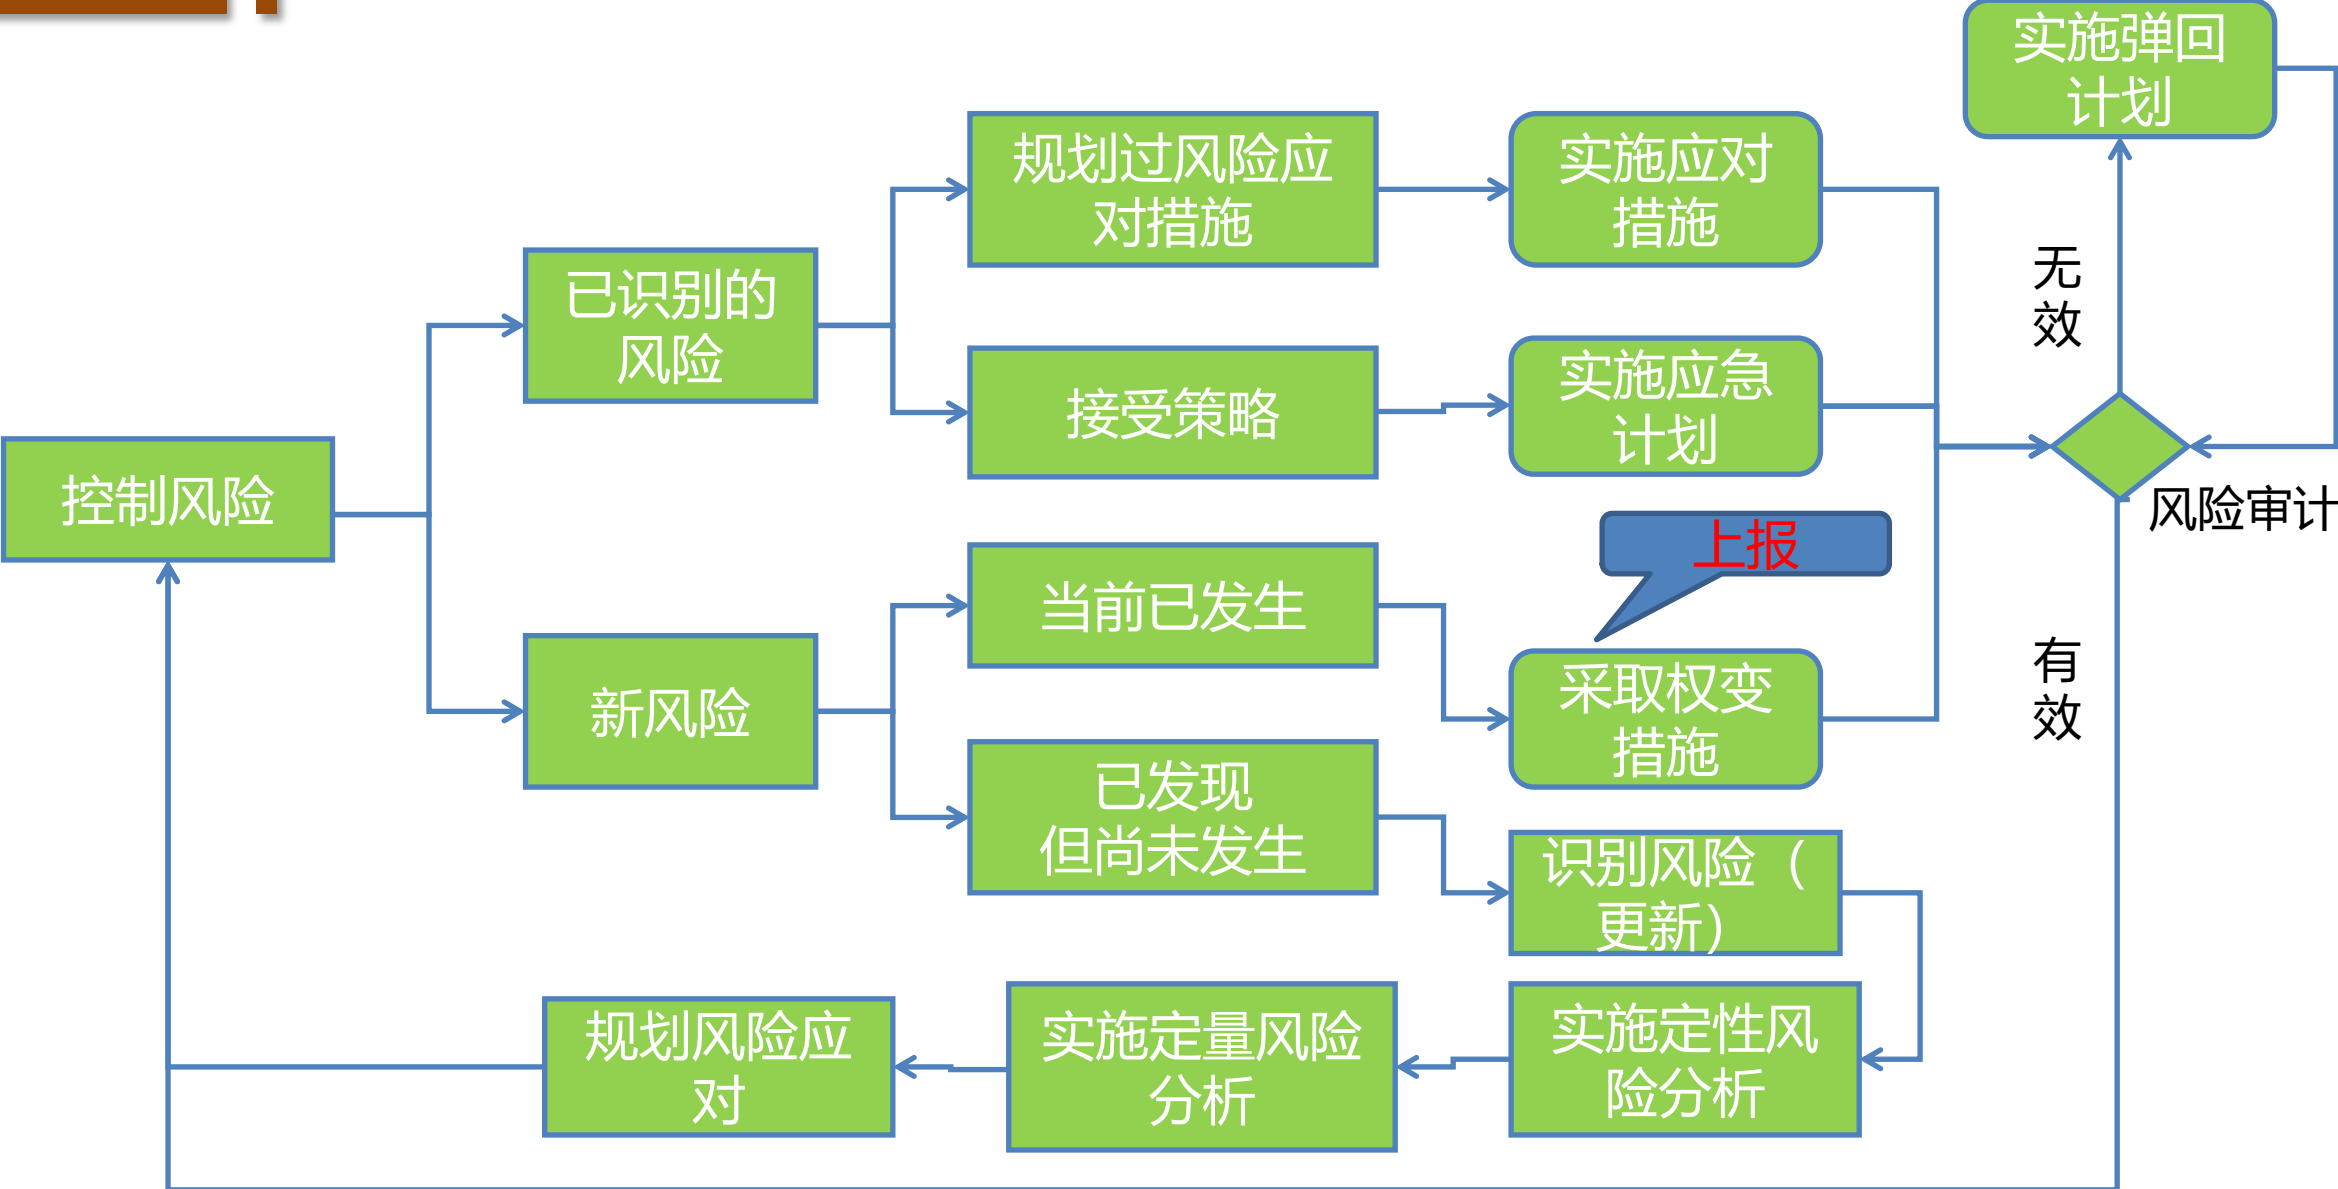 实施弹回
计划
规划过风险应
对措施
实施应对
措施
无
效
已识别的
风险
接受策略
实施应急
计划
控制风险
风险审计
上报
当前已发生
新风险
采取权变
措施
有
效
已发现
但尚未发生
识别风险（
更新)
规划风险应
对
实施定量风险
分析
实施定性风
险分析